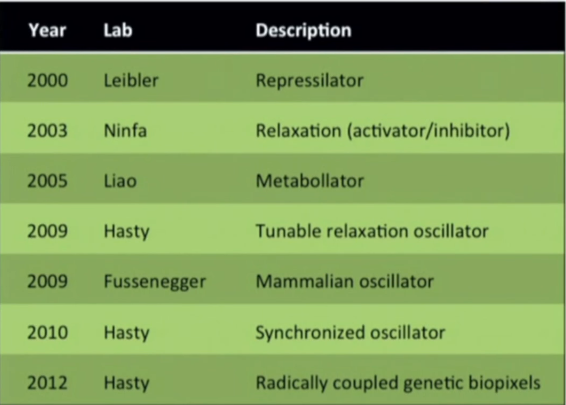 Year Lab Description
2000 Leibler Repressilator
2003 Ninfa Relaxation (activator/inhibitor)
2005 Liao Metabollator
2009 Hasty Tunable relaxation oscillator
2009 Fussenegger Mammalian oscillator
2010 Hasty Synchronized oscillator
2012 Hasty Radically coupled genetic biopixels